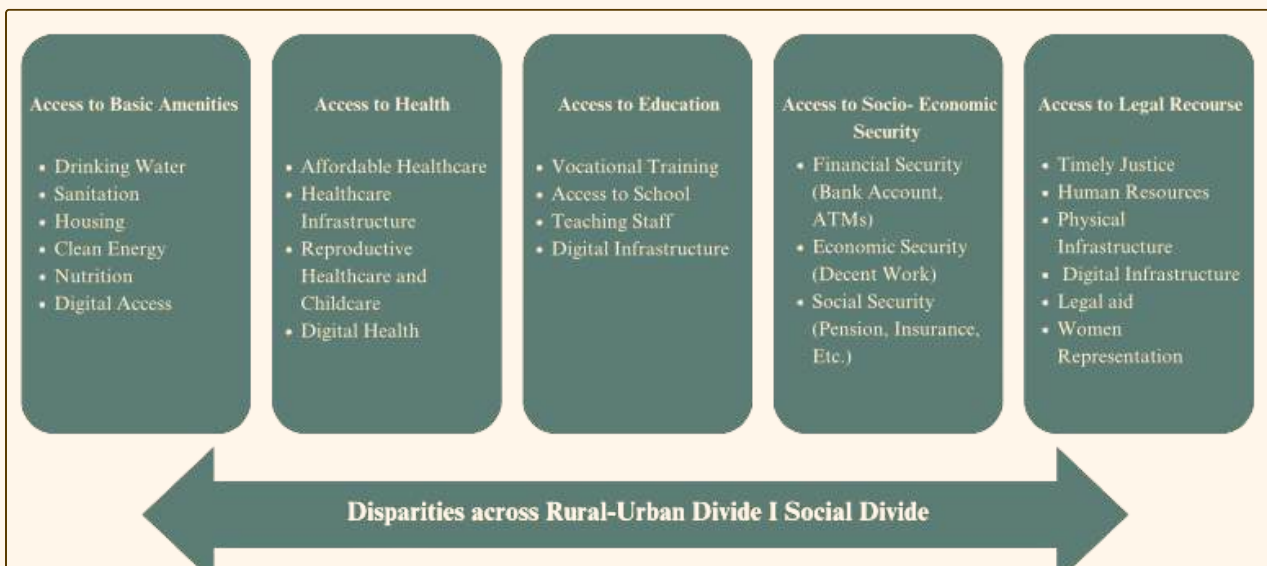 Access to Basic Amenities
• Drinking Water
• Sanitation
• Housing
• Clean Energy
• Nutrition
• Digital Access
Access to Health
• Affordable Healthcare
• Healthcare
Infrastructure
• Reproductive
Healthcare and
Childcare
• Digital Health
Access to Education
• Vocational Training
• Access to School
• Teaching Staff
• Digital Infrastructure
Access to Socio- Economic
Security
• Financial Security
(Bank Account,
ATMs)
• Economic Security
(Decent Work)
• Social Security
(Pension, Insurance,
Etc.)
Access to Legal Recourse
• Timely Justice
• Human Resources
• Physical
Infrastructure
• Digital Infrastructure
• Legal aid
• Women
Representation
Disparities across Rural-Urban Divide I Social Divide